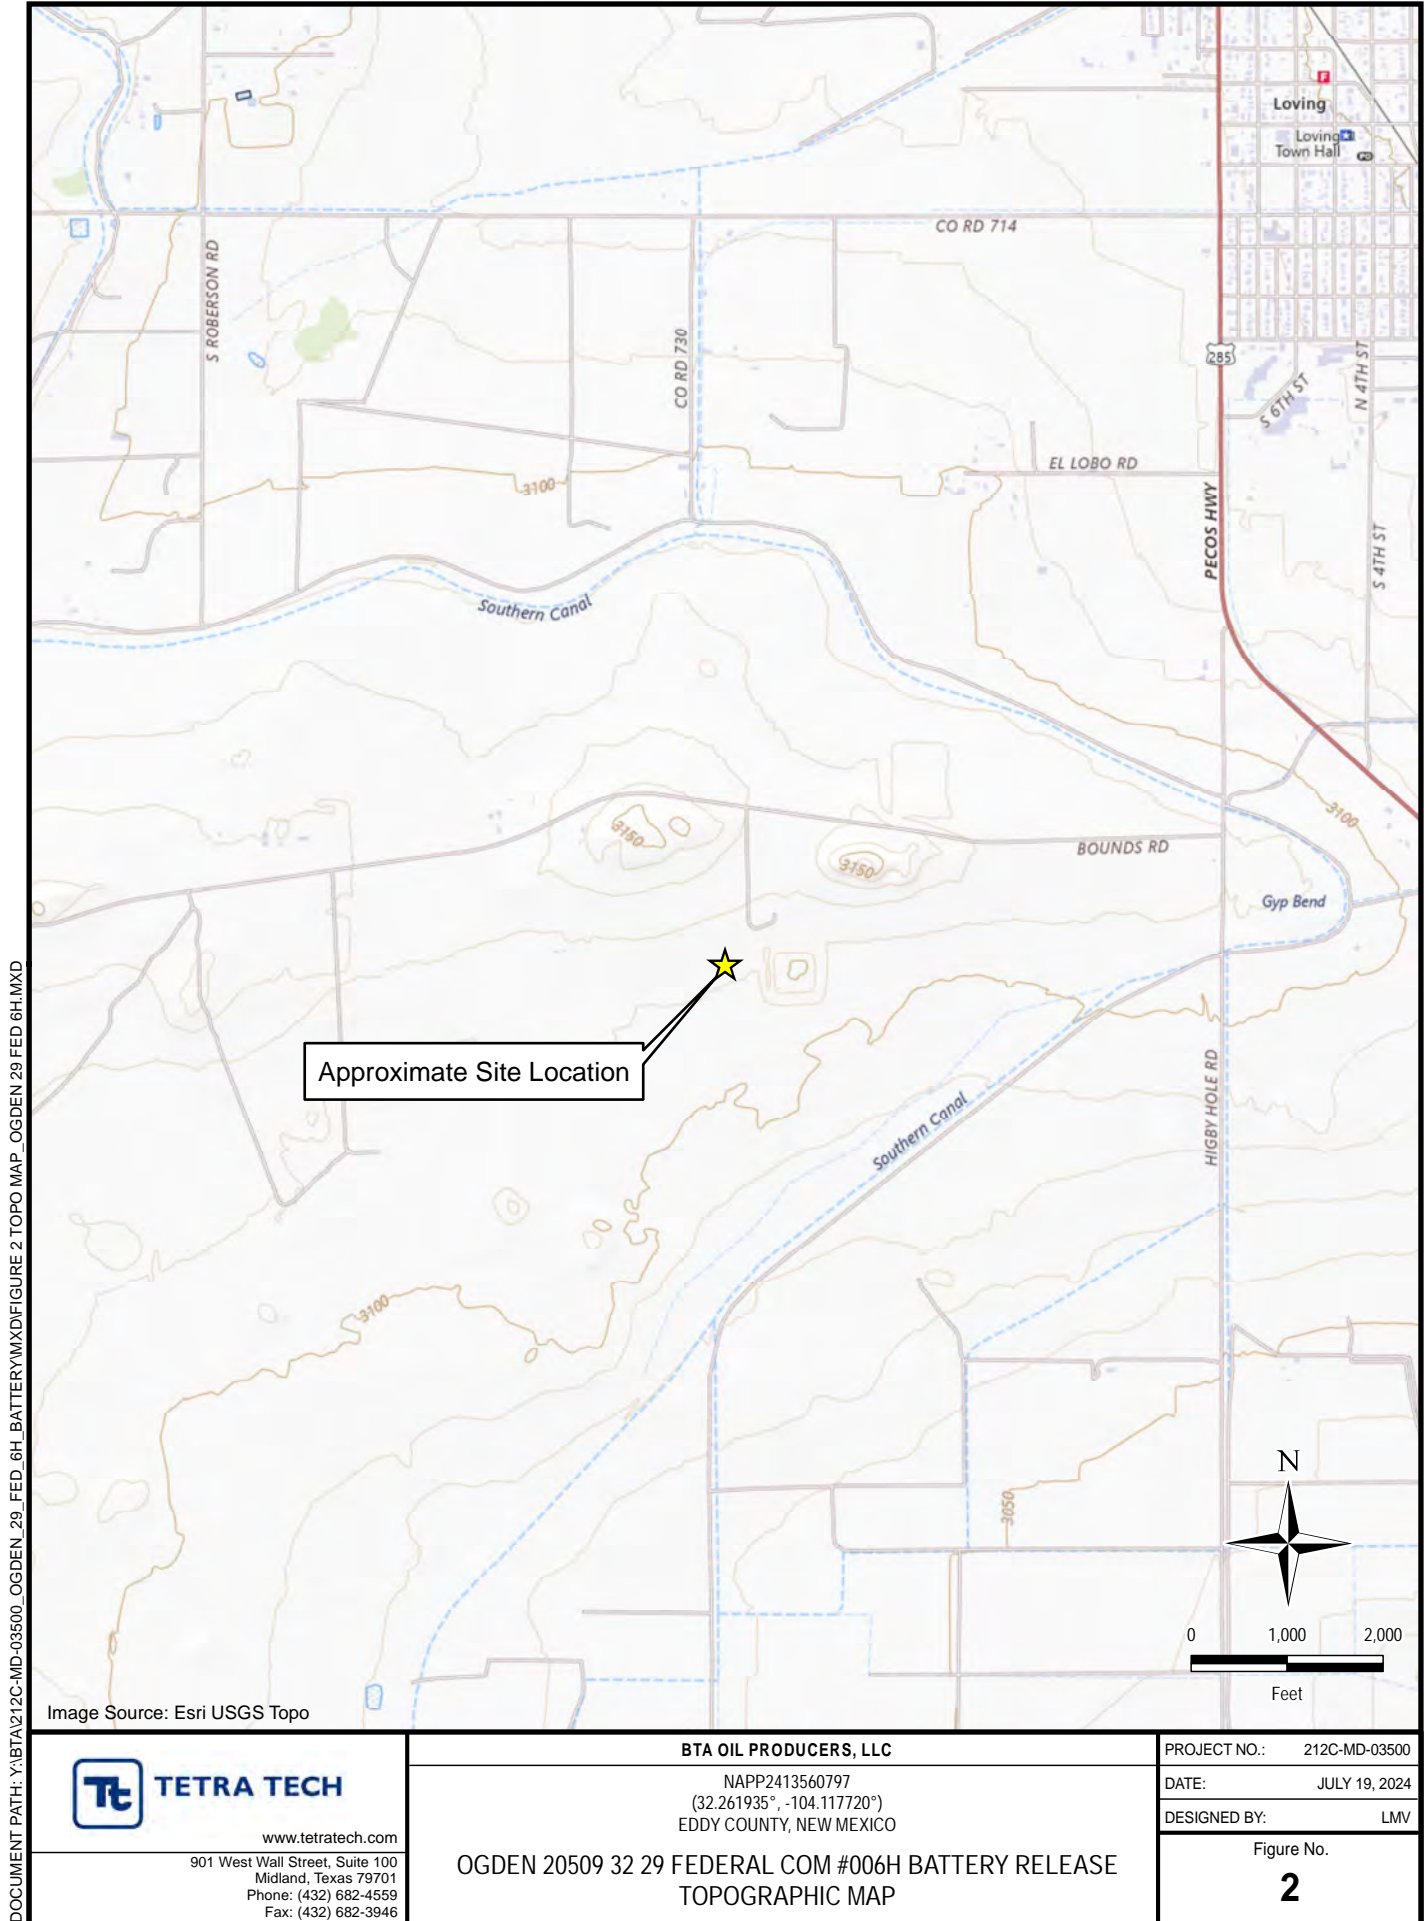 Loving
Loving
Town Hall
PO
F
CO RD 714
S ROBERSON RD
CO RD 730
285
S 6TH ST
N 4TH ST
EL LOBO RD
3100
PECOS HWY
S 4TH ST
Southern Canal
3150
3150
3100
BOUNDS RD
Gyp Bend
Approximate Site Location
Southern Canal
HIGBY HOLE RD
3100
3050
N
0 1,000 2,000
Feet
Image Source: Esri USGS Topo
DOCUMENT PATH: Y:\BTA\212C-MD-03500_OGDEN_29_FED_6H_BATTERY\MXD\FIGURE 2 TOPO MAP_OGDEN 29 FED 6H.MXD
Tt TETRA TECH
www.tetratech.com
901 West Wall Street, Suite 100
Midland, Texas 79701
Phone: (432) 682-4559
Fax: (432) 682-3946
BTA OIL PRODUCERS, LLC
NAPP2413560797
(32.261935°, -104.117720°)
EDDY COUNTY, NEW MEXICO
OGDEN 20509 32 29 FEDERAL COM #006H BATTERY RELEASE
TOPOGRAPHIC MAP
PROJECT NO.: 212C-MD-03500
DATE: JULY 19, 2024
DESIGNED BY: LMV
Figure No.
2